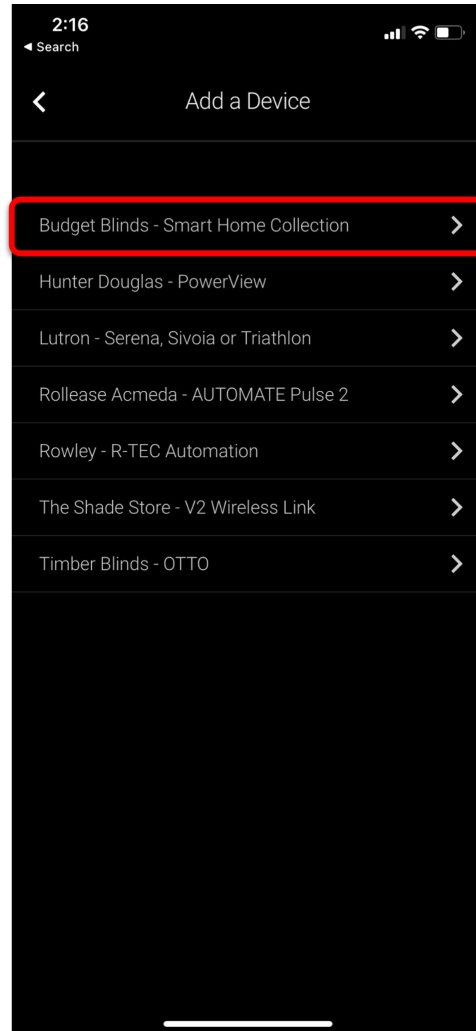 2:16
Search
Add a Device
Budget Blinds - Smart Home Collection
Hunter Douglas - PowerView
Lutron - Serena, Sivoia or Triathlon
Rollease Acmeda - AUTOMATE Pulse 2
Rowley - R-TEC Automation
The Shade Store - V2 Wireless Link
Timber Blinds - OTTO